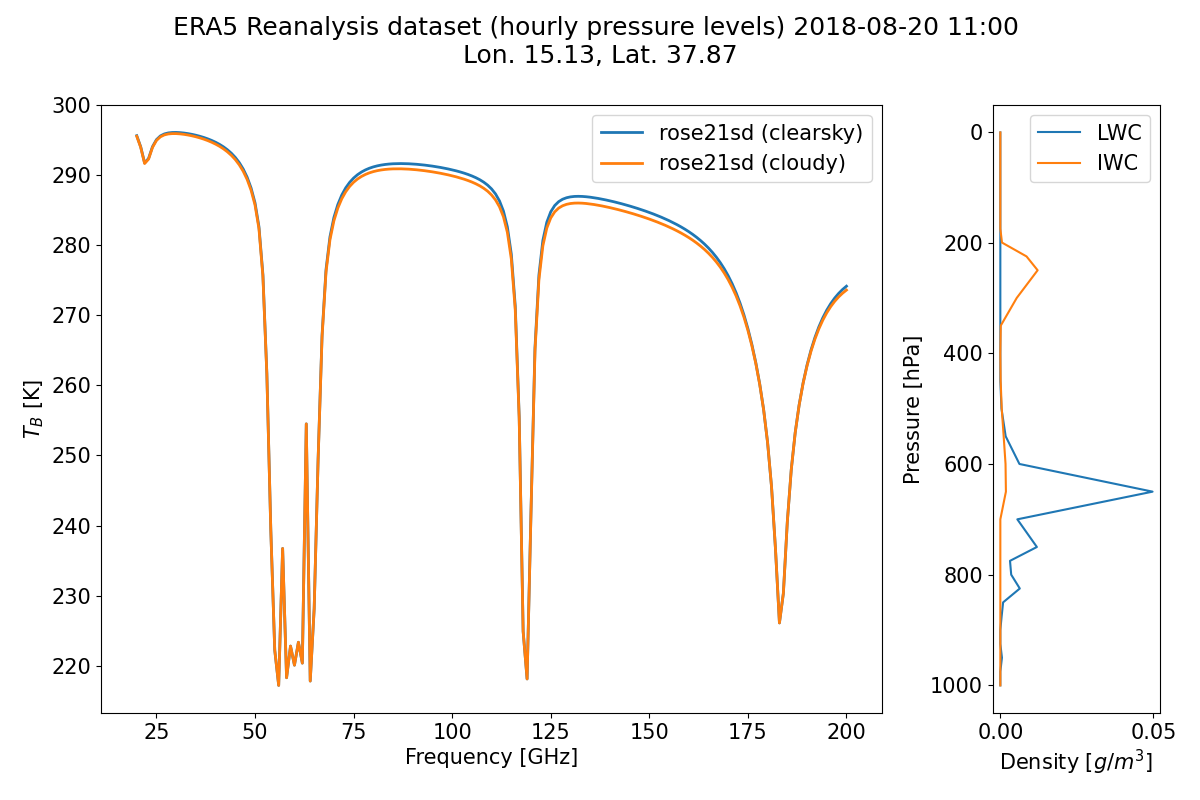 ERA5 Reanalysis dataset (hourly pressure levels) 2018-08-20 11:00
Lon. 15.13, Lat. 37.87
300
290
280
270
260
250
240
230
220
T_B [K]
25
50
75
100
125
150
175
200
Frequency [GHz]
rose21sd (clearsky)
rose21sd (cloudy)
0
200
400
600
800
1000
Pressure [hPa]
LWC
IWC
0.00
0.05
Density [g/m³]